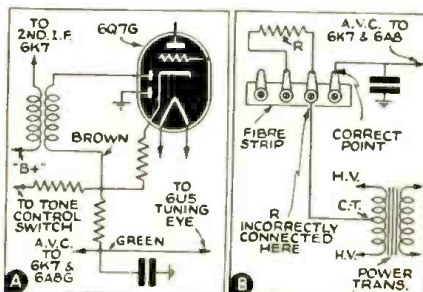 TO
2ND. I.F.
6K7
6Q7G
BROWN
"B+"
TO TONE
CONTROL
SWITCH
A.V.C.
TO
6K7 &
6A8G
GREEN
TO
6U5
TUNING
EYE
A
A.V.C. TO
6K7 & 6A8
R
FIBRE
STRIP
CORRECT
POINT
R
INCORRECTLY
CONNECTED
HERE
H.V.
C.T.
H.V.
POWER
TRANS.
B